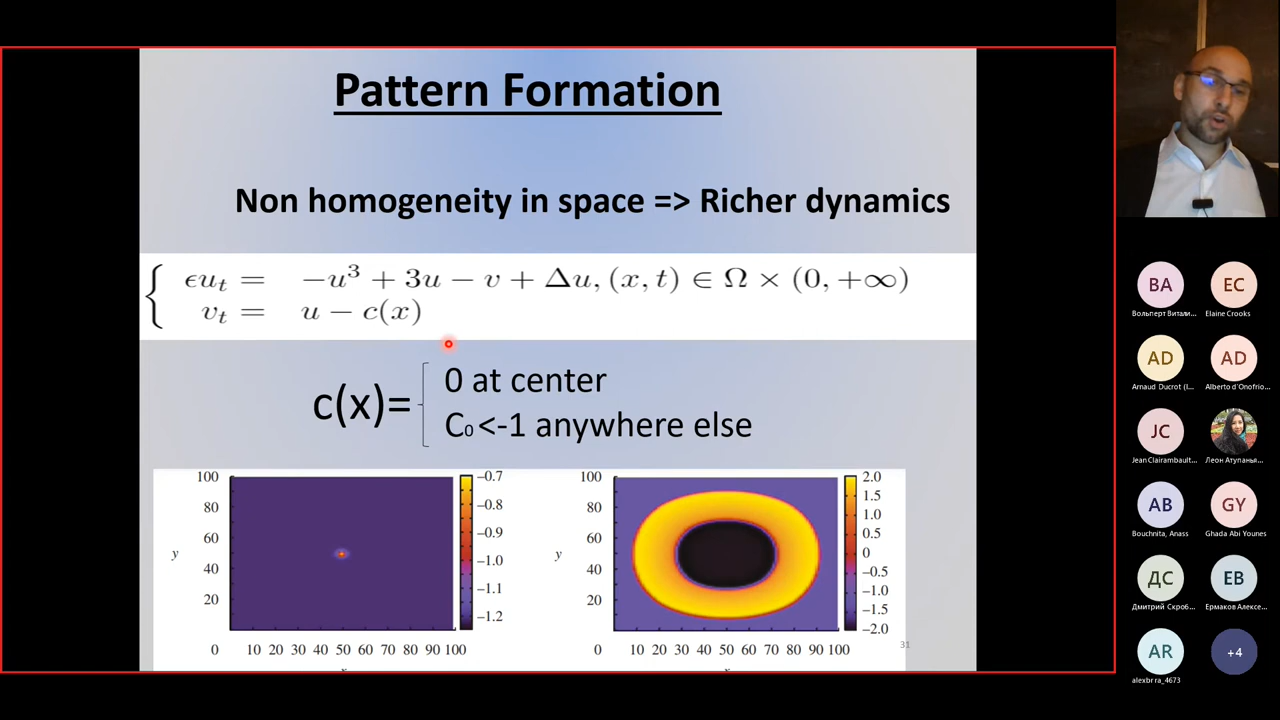 Pattern Formation
Non homogeneity in space => Richer dynamics
ϵu_t = −u³ + 3u − v + Δu, (x, t) ∈ Ω × (0, +∞)
v_t = u − c(x)
c(x)=
0 at center
C₀ <-1 anywhere else
100
80
60
y
40
20
0
10 20 30 40 50 60 70 80 90 100
x
–0.7
–0.8
–0.9
–1.0
–1.1
–1.2
100
80
60
y
40
20
0
10 20 30 40 50 60 70 80 90 100
2.0
1.5
1.0
0.5
0
–0.5
–1.0
–1.5
–2.0
31
BA
Вольперт Витали...
EC
Elaine Crooks
AD
Arnaud Ducrot (I...
AD
Alberto d'Onofrio...
JC
Jean Clairambault...
Леон Атупанья...
AB
Bouchnita, Anass
GY
Ghada Abi Younes
ДС
Дмитрий Скроб...
ЕВ
Ермаков Алексе...
AR
alexbr ra_4673
+4